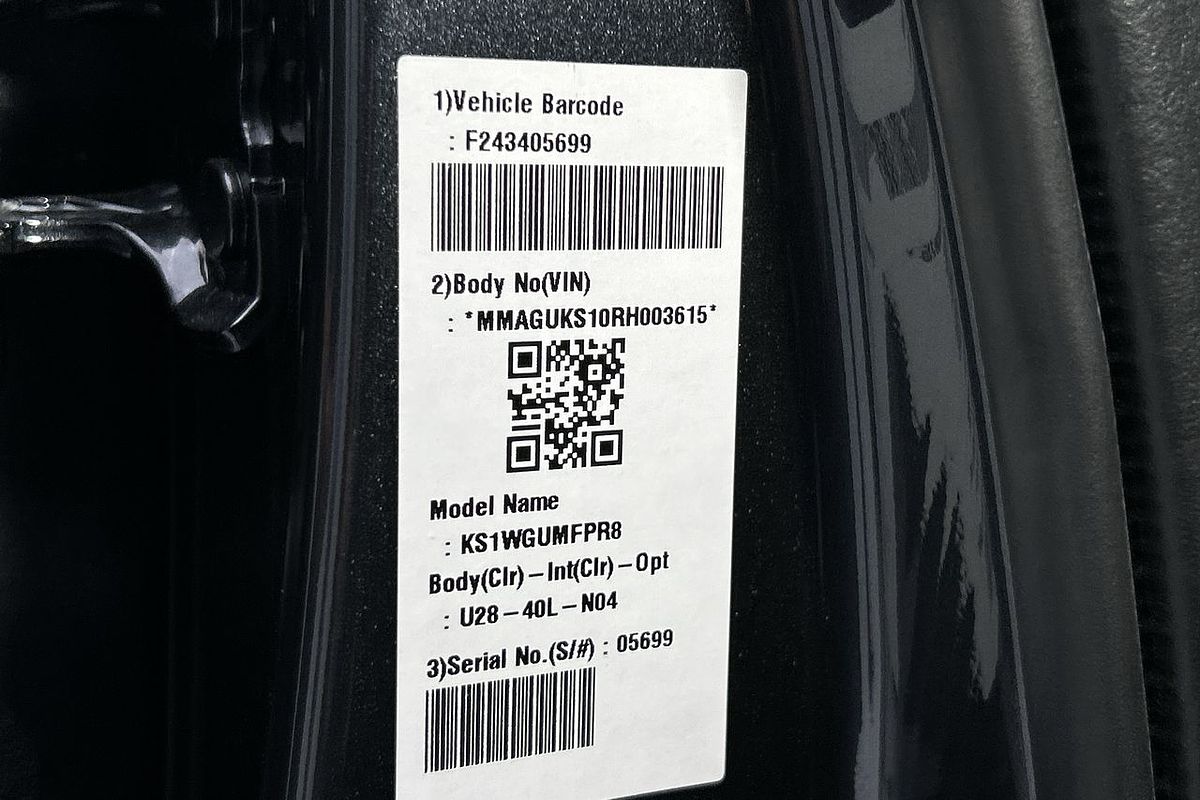 1)Vehicle Barcode
: F243405699
2)Body No(VIN)
: *MMAGUKS10RH003615*
Model Name
: KS1WGUMFPR8
Body(Clr)-Int(Clr)-Opt
: U28-40L-N04
3)Serial No.(S/#) : 05699